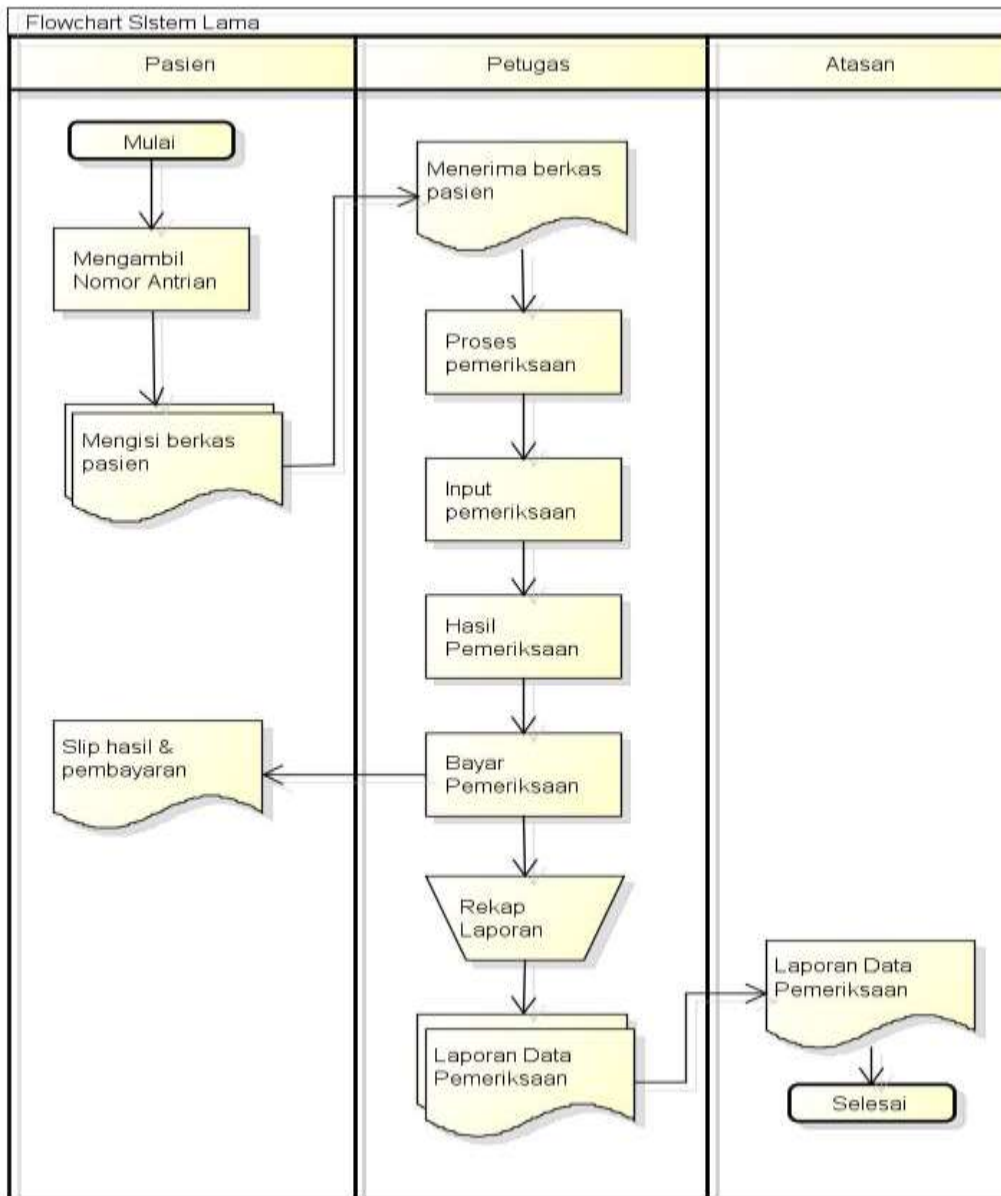 Flowchart SIstem Lama
Pasien
Petugas
Atasan
Mulai
Mengambil
Nomor Antrian
Mengisi berkas
pasien
Menerima berkas
pasien
Proses
pemeriksaan
Input
pemeriksaan
Hasil
Pemeriksaan
Bayar
Pemeriksaan
Slip hasil &
pembayaran
Rekap
Laporan
Laporan Data
Pemeriksaan
Laporan Data
Pemeriksaan
Selesai